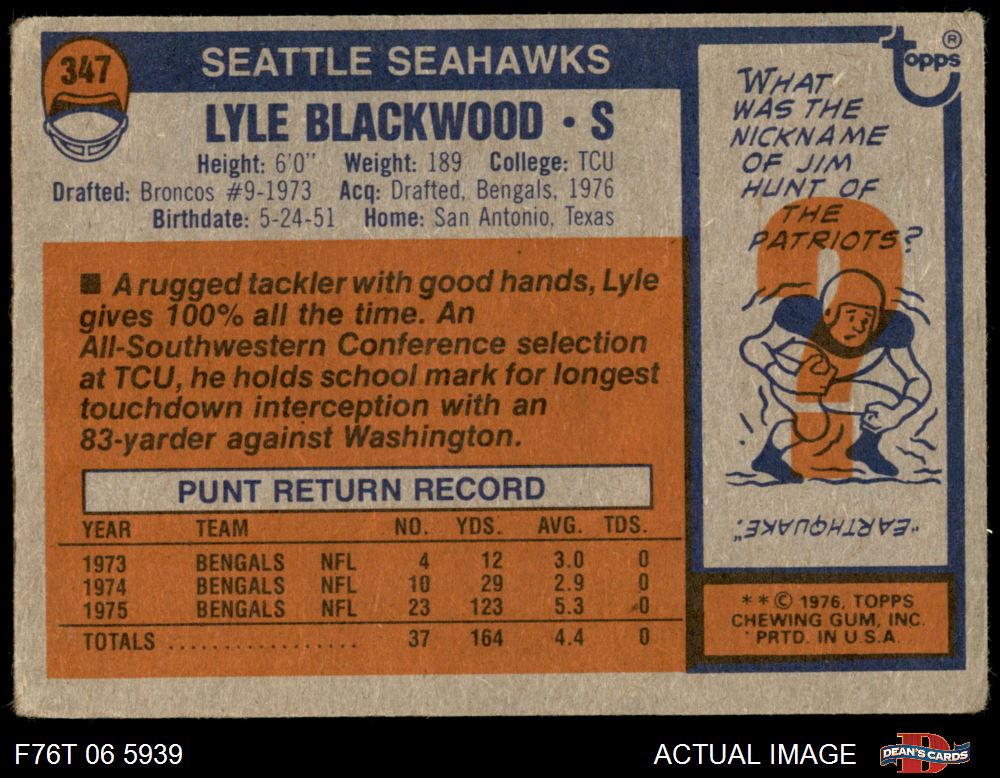 347
SEATTLE SEAHAWKS
LYLE BLACKWOOD • S
Height: 6'0" Weight: 189 College: TCU
Drafted: Broncos #9-1973 Acq: Drafted, Bengals, 1976
Birthdate: 5-24-51 Home: San Antonio, Texas
■ A rugged tackler with good hands, Lyle
gives 100% all the time. An
All-Southwestern Conference selection
at TCU, he holds school mark for longest
touchdown interception with an
83-yarder against Washington.
PUNT RETURN RECORD
YEAR TEAM NO. YDS. AVG. TDS.
1973 BENGALS NFL 4 12 3.0 0
1974 BENGALS NFL 10 29 2.9 0
1975 BENGALS NFL 23 123 5.3 0
TOTALS .................. 37 164 4.4 0
topps ®
WHAT
WAS THE
NICKNAME
OF JIM
HUNT OF
THE
PATRIOTS?
?
"EARTHQUAKE."
* * © 1976, TOPPS
CHEWING GUM, INC.
PRTD. IN U.S.A.
F76T 06 5939
ACTUAL IMAGE
D
DEAN'S CARDS